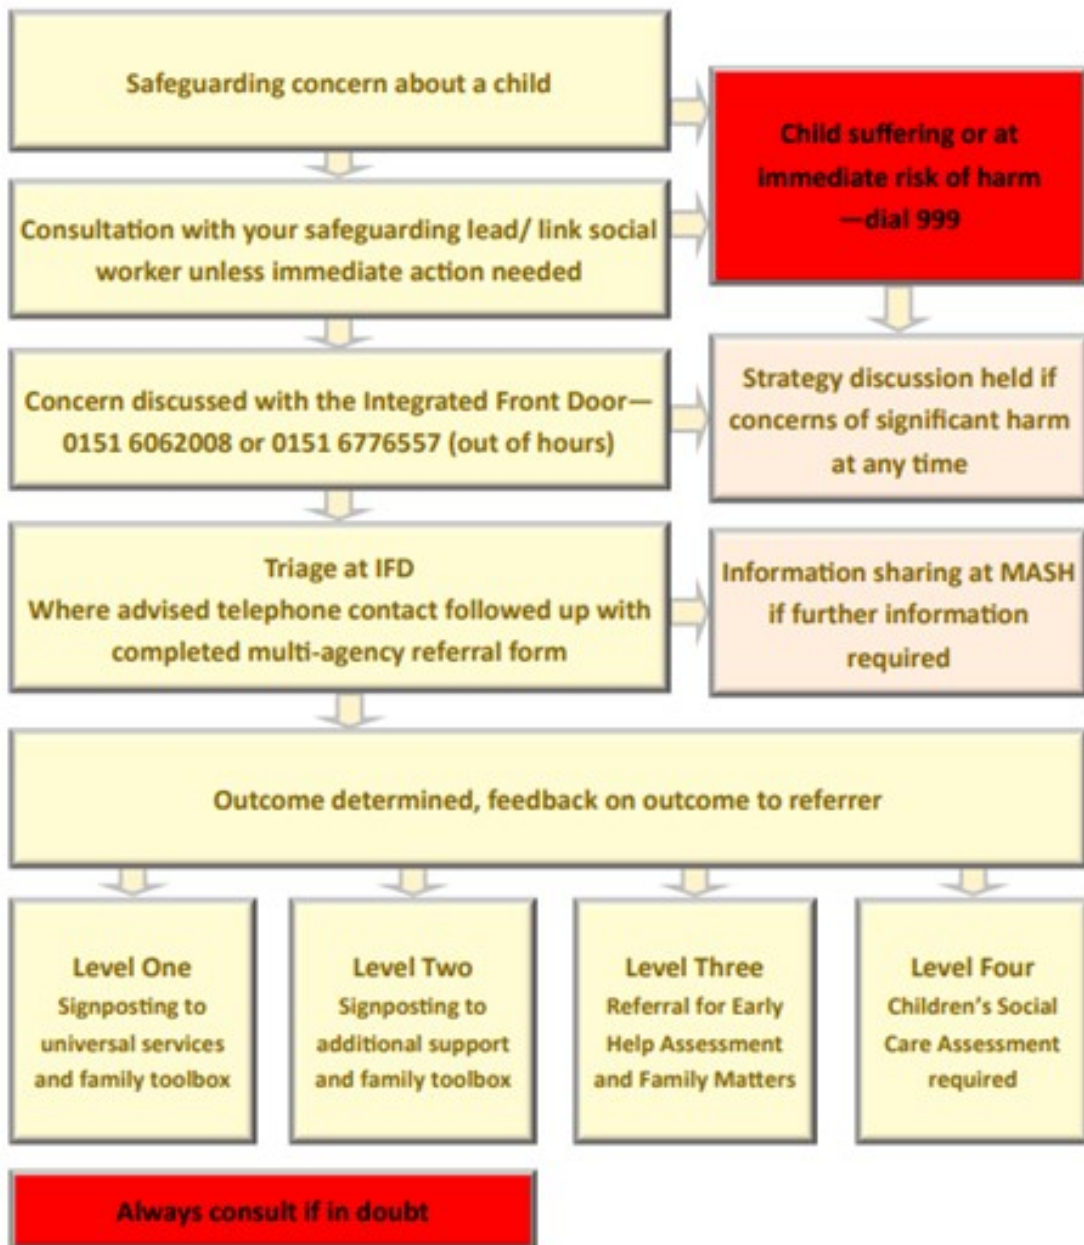 Safeguarding concern about a child
Child suffering or at
immediate risk of harm
—dial 999
Consultation with your safeguarding lead/ link social
worker unless immediate action needed
Concern discussed with the Integrated Front Door—
0151 6062008 or 0151 6776557 (out of hours)
Strategy discussion held if
concerns of significant harm
at any time
Triage at IFD
Where advised telephone contact followed up with
completed multi-agency referral form
Information sharing at MASH
if further information
required
Outcome determined, feedback on outcome to referrer
Level One
Signposting to
universal services
and family toolbox
Level Two
Signposting to
additional support
and family toolbox
Level Three
Referral for Early
Help Assessment
and Family Matters
Level Four
Children's Social
Care Assessment
required
Always consult if in doubt